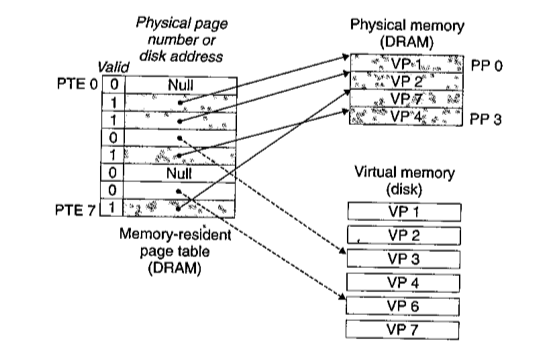 Physical page
number or
disk address
Valid
PTE 0 0 Null
1
1
0
1
0 Null
0
PTE 7 1
Memory-resident
page table
(DRAM)
Physical memory
(DRAM)
VP 1 PP 0
VP 2
VP 7
VP 4 PP 3
Virtual memory
(disk)
VP 1
VP 2
VP 3
VP 4
VP 6
VP 7